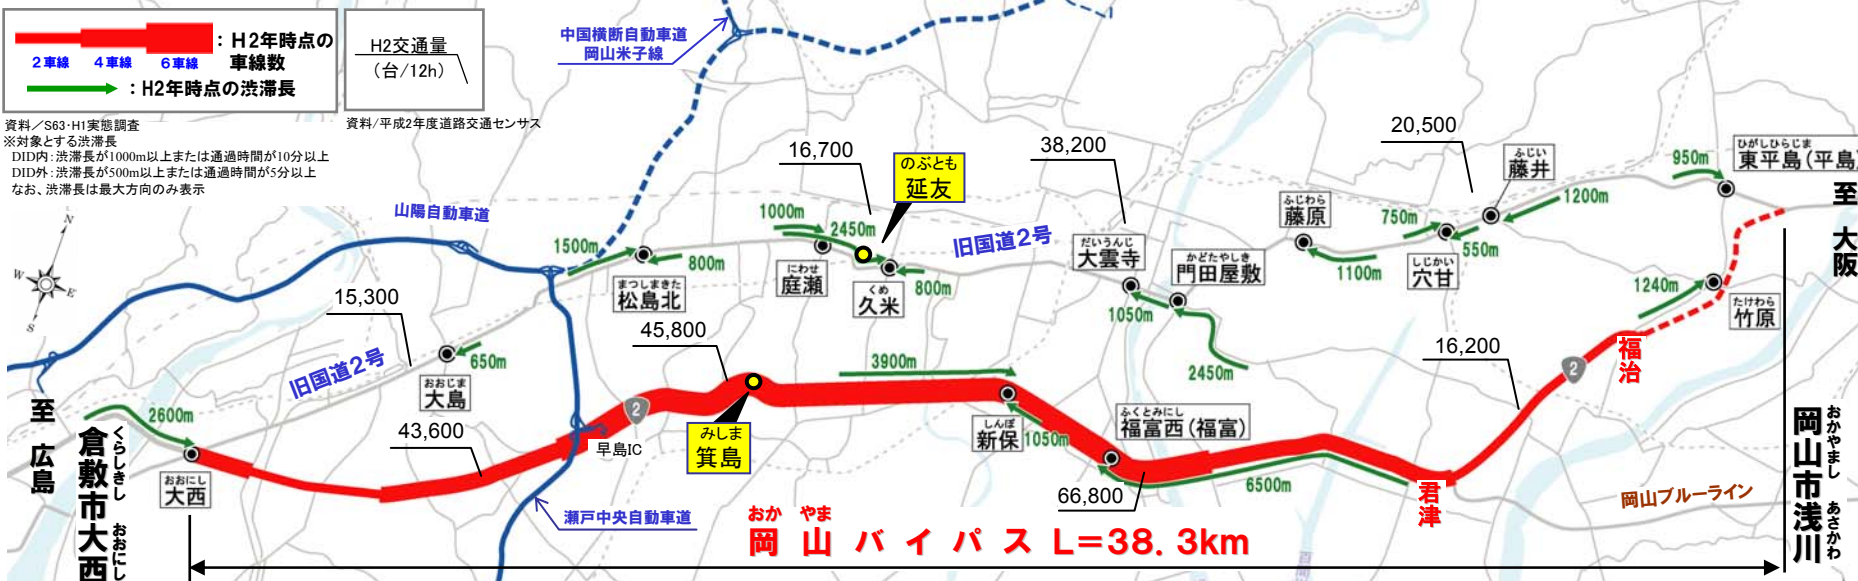 2車線 4車線 6車線
：H2年時点の
車線数
：H2年時点の渋滞長
H2交通量
（台/12h）
資料／S63・H1実態調査
※対象とする渋滞長
DID内：渋滞長が1000m以上または通過時間が10分以上
DID外：渋滞長が500m以上または通過時間が5分以上
なお、渋滞長は最大方向のみ表示
資料/平成2年度道路交通センサス
中国横断自動車道
岡山米子線
山陽自動車道
N
W
E
S
16,700
のぶとも
延友
38,200
20,500
ふじい
藤井
950m
ひがしひらじま
東平島（平島）
至 大阪
1000m
2450m
1500m
800m
まつしまきた
松島北
にわせ
庭瀬
くめ
久米
800m
旧国道2号
だいうんじ
大雲寺
かどたやしき
門田屋敷
1050m
2450m
ふじわら
藤原
1100m
750m
550m
1200m
しじかい
穴甘
1240m
たけわら
竹原
15,300
旧国道2号
650m
おおじま
大島
45,800
3900m
16,200
2
福治
至 広島
2600m
くらしきし おおにし
倉敷市大西
おおにし
大西
43,600
2
早島IC
みしま
箕島
しんぽ
新保
1050m
ふくとみにし
福富西（福富）
66,800
6500m
君津
岡山ブルーライン
おかやまし あさかわ
岡山市浅川
瀬戸中央自動車道
おか やま
岡山バイパス L＝38.3km